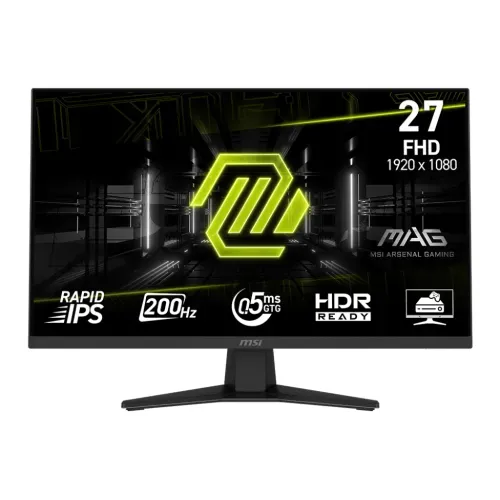 27
FHD
1920 x 1080
MAG
MSI ARSENAL GAMING
RAPID
IPS
200Hz
0.5ms
GTG
HDR
READY
msi